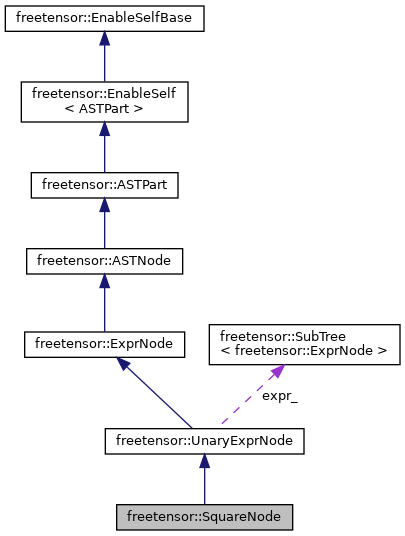 freetensor::EnableSelfBase
freetensor::EnableSelf
< ASTPart >
freetensor::ASTPart
freetensor::ASTNode
freetensor::ExprNode
freetensor::SubTree
< freetensor::ExprNode >
expr_
freetensor::UnaryExprNode
freetensor::SquareNode